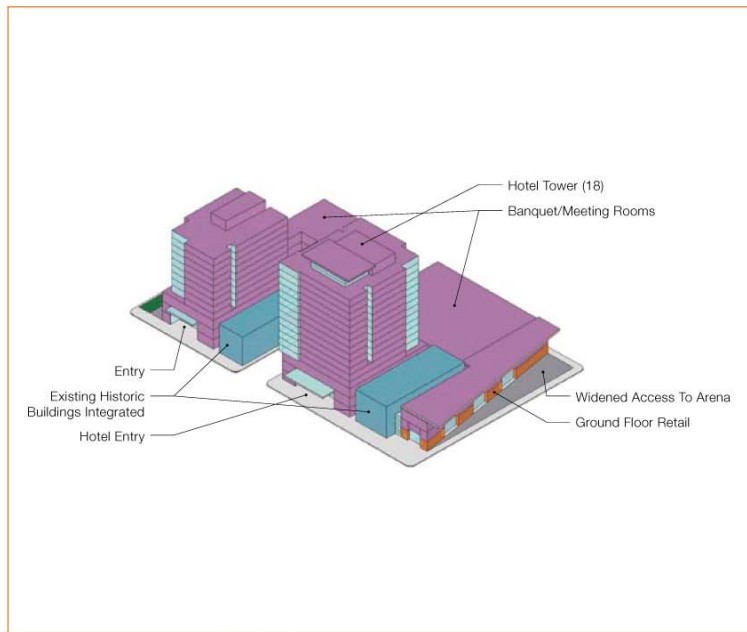 Hotel Tower (18)
Banquet/Meeting Rooms
Entry
Existing Historic
Buildings Integrated
Hotel Entry
Widened Access To Arena
Ground Floor Retail